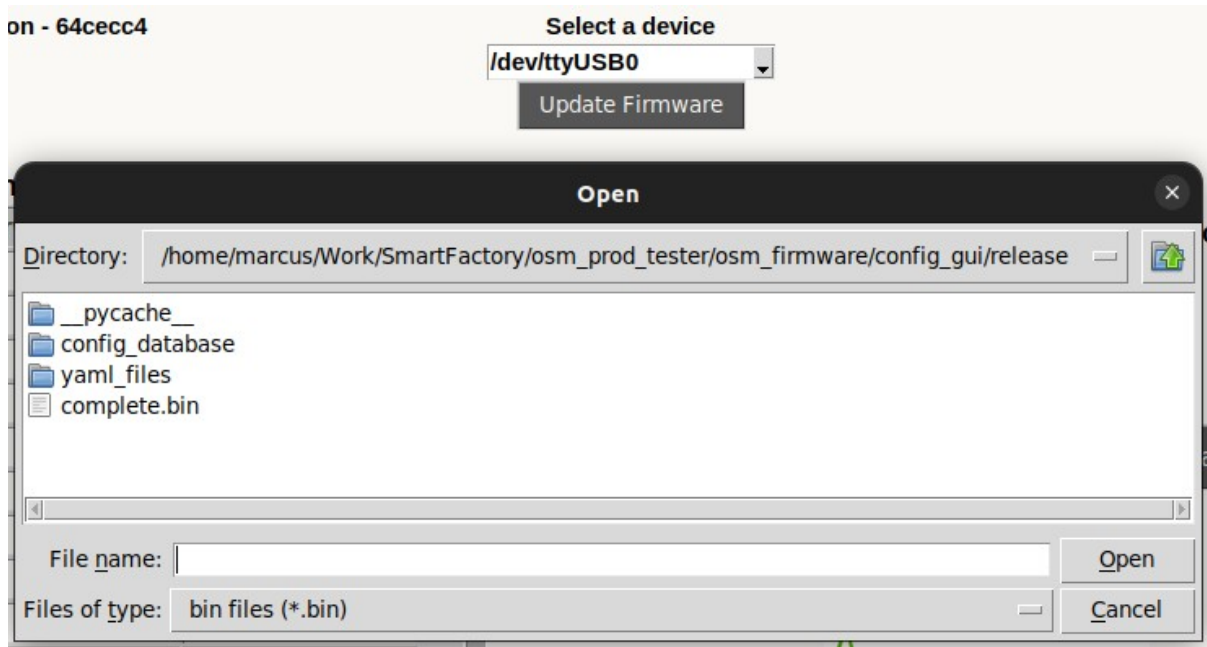 on - 64cecc4
Select a device
/dev/ttyUSB0
Update Firmware
Open
Directory: /home/marcus/Work/SmartFactory/osm_prod_tester/osm_firmware/config_gui/release
__pycache__
config_database
yaml_files
complete.bin
File name:
Open
Files of type: bin files (*.bin)
Cancel